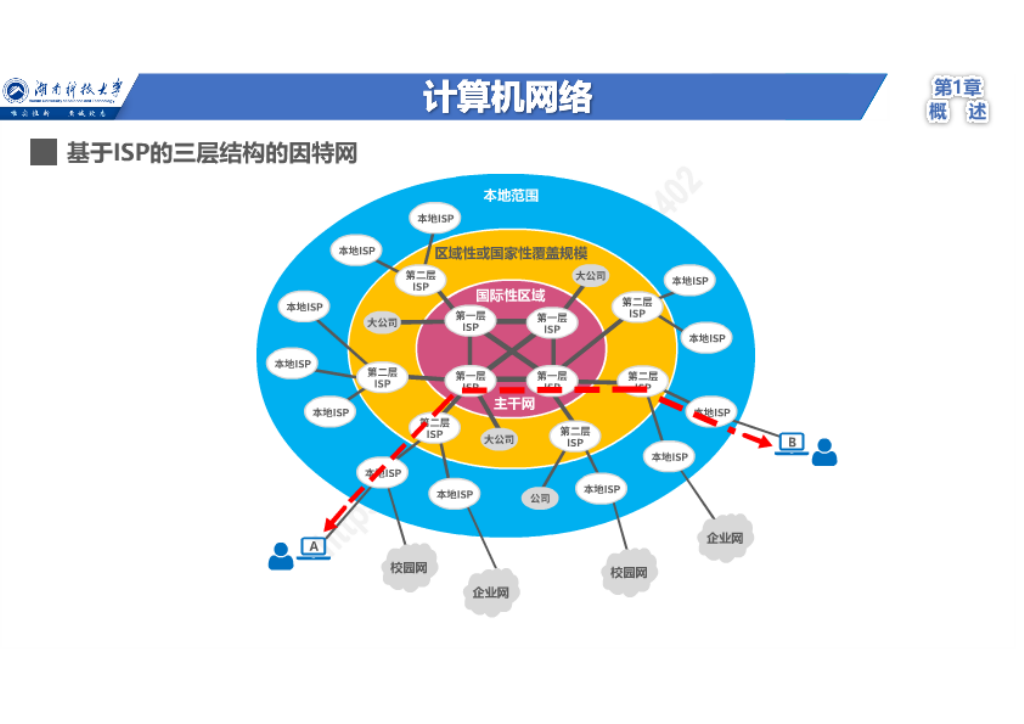 湖南科技大学
计算机网络
第1章
概 述
基于ISP的三层结构的因特网
402
本地范围
本地ISP
本地ISP
区域性或国家性覆盖规模
第二层
ISP
大公司
本地ISP
国际性区域
第二层
ISP
本地ISP
大公司
第一层
ISP
第一层
ISP
本地ISP
本地ISP
第二层
ISP
第一层
ISP
第一层
ISP
第二层
ISP
主干网
本地ISP
本地ISP
第二层
ISP
大公司
第二层
ISP
B
本地ISP
本地ISP
本地ISP
公司
本地ISP
A
企业网
校园网
企业网
校园网
http